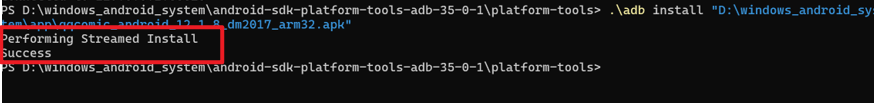 PS D:\windows_android_system\android-sdk-platform-tools-adb-35-0-1\platform-tools> .\adb install "D:\windows_android_sys
tem\app\qqcomic_android_12.1.8_dm2017_arm32.apk"
Performing Streamed Install
Success
PS D:\windows_android_system\android-sdk-platform-tools-adb-35-0-1\platform-tools>